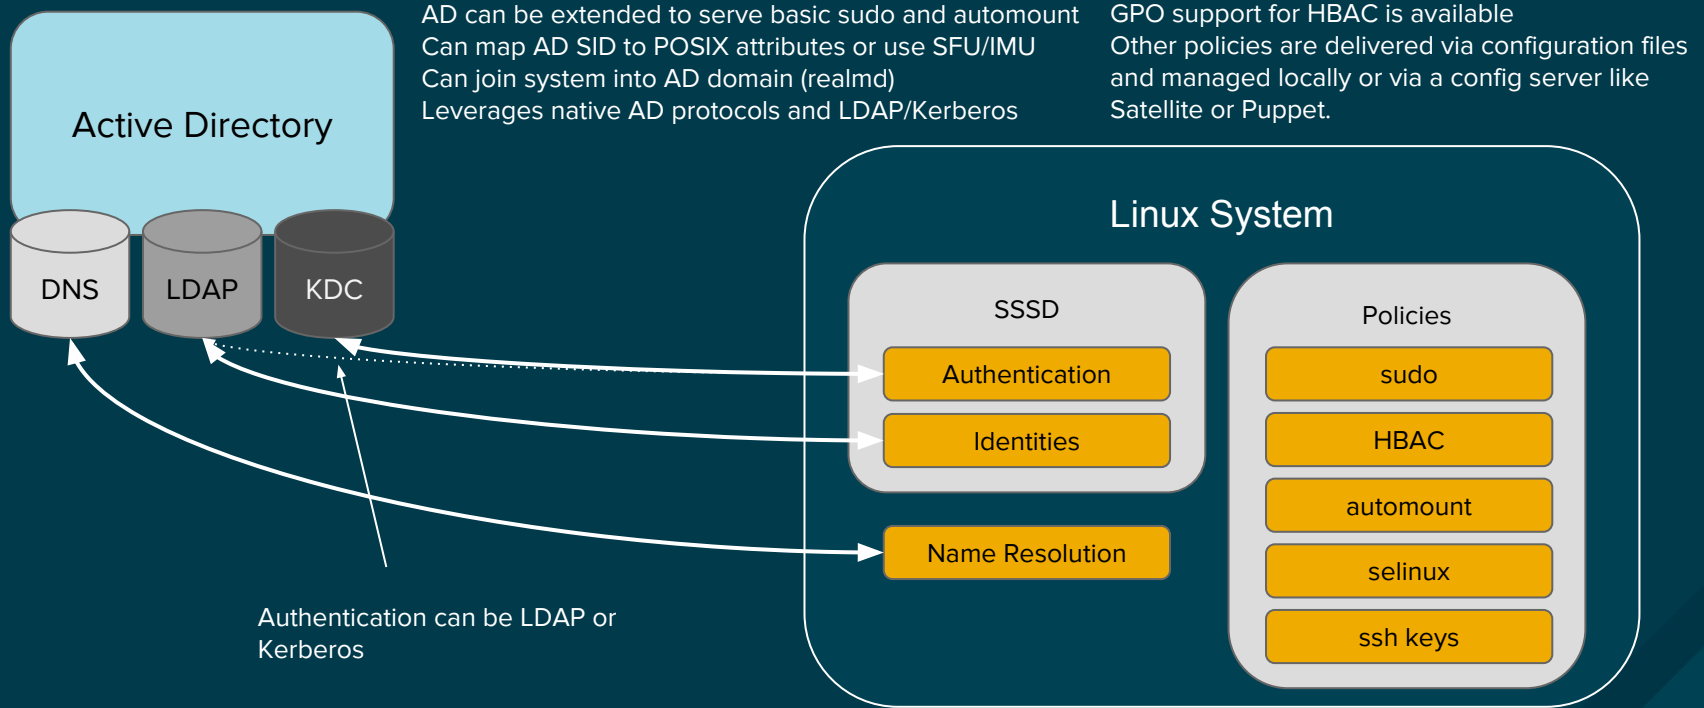 AD can be extended to serve basic sudo and automount
Can map AD SID to POSIX attributes or use SFU/IMU
Can join system into AD domain (realmd)
Leverages native AD protocols and LDAP/Kerberos
GPO support for HBAC is available
Other policies are delivered via configuration files
and managed locally or via a config server like
Satellite or Puppet.
Active Directory
DNS
LDAP
KDC
Linux System
SSSD
Authentication
Identities
Name Resolution
Policies
sudo
HBAC
automount
selinux
ssh keys
Authentication can be LDAP or
Kerberos